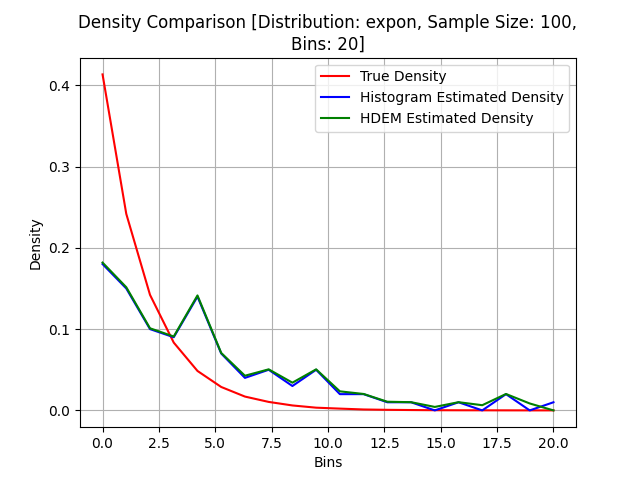 Density Comparison [Distribution: expon, Sample Size: 100,
Bins: 20]
True Density
Histogram Estimated Density
HDEM Estimated Density
Density
0.4
0.3
0.2
0.1
0.0
0.0 2.5 5.0 7.5 10.0 12.5 15.0 17.5 20.0
Bins